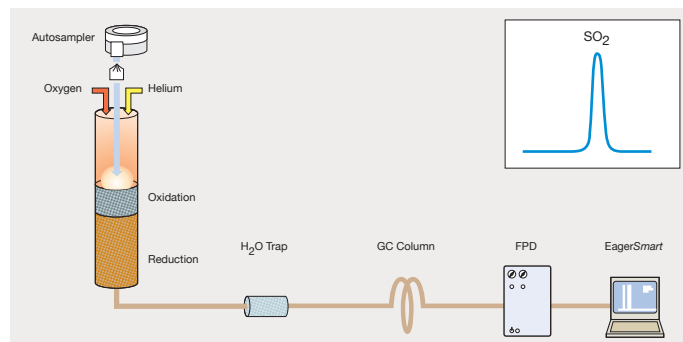 Autosampler
SO2
Oxygen
Helium
Oxidation
H2O Trap
GC Column
FPD
EagerSmart
Reduction